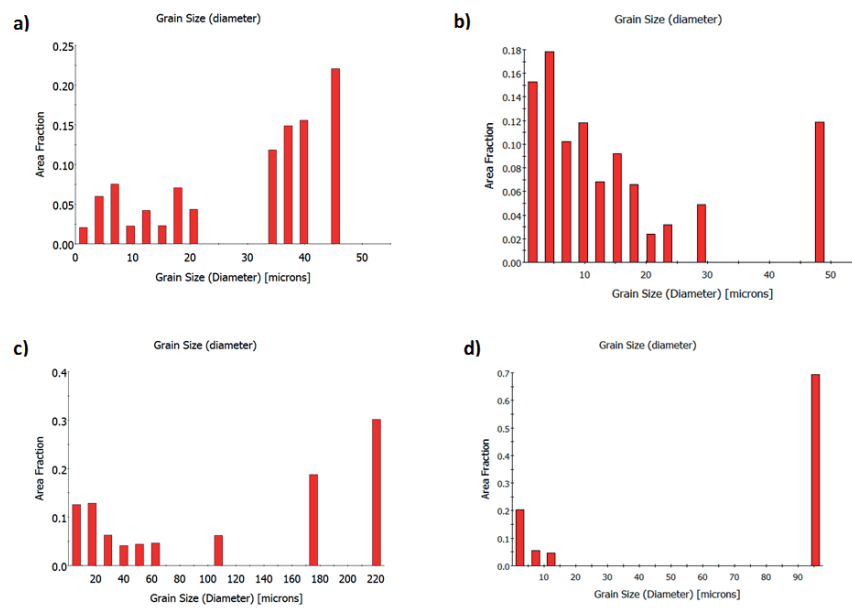 a)
Grain Size (diameter)
Area Fraction
0.25
0.20
0.15
0.10
0.05
0.00
0 10 20 30 40 50
Grain Size (Diameter) [microns]
b)
Grain Size (diameter)
Area Fraction
0.18
0.16
0.14
0.12
0.10
0.08
0.06
0.04
0.02
0.00
10 20 30 40 50
Grain Size (Diameter) [microns]
c)
Grain Size (diameter)
Area Fraction
0.4
0.3
0.2
0.1
0.0
20 40 60 80 100 120 140 160 180 200 220
Grain Size (Diameter) [microns]
d)
Grain Size (diameter)
Area Fraction
0.7
0.6
0.5
0.4
0.3
0.2
0.1
0.0
10 20 30 40 50 60 70 80 90
Grain Size (Diameter) [microns]